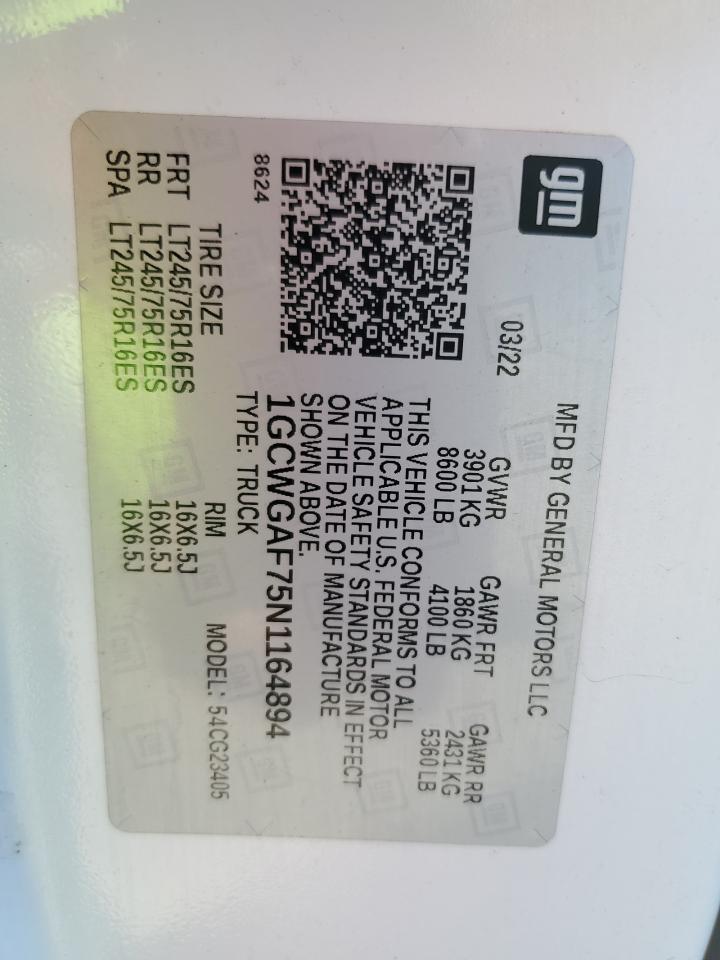 gm
MFD BY GENERAL MOTORS LLC
03/22
GVWR GAWR FRT GAWR RR
3901 KG 1860 KG 2431 KG
8600 LB 4100 LB 5360 LB
THIS VEHICLE CONFORMS TO ALL
APPLICABLE U.S. FEDERAL MOTOR
VEHICLE SAFETY STANDARDS IN EFFECT
ON THE DATE OF MANUFACTURE
SHOWN ABOVE.
1GCWGAF75N1164894
8624
TYPE: TRUCK
MODEL: 54CG23405
TIRE SIZE RIM
FRT LT245/75R16ES 16X6.5J
RR LT245/75R16ES 16X6.5J
SPA LT245/75R16ES 16X6.5J